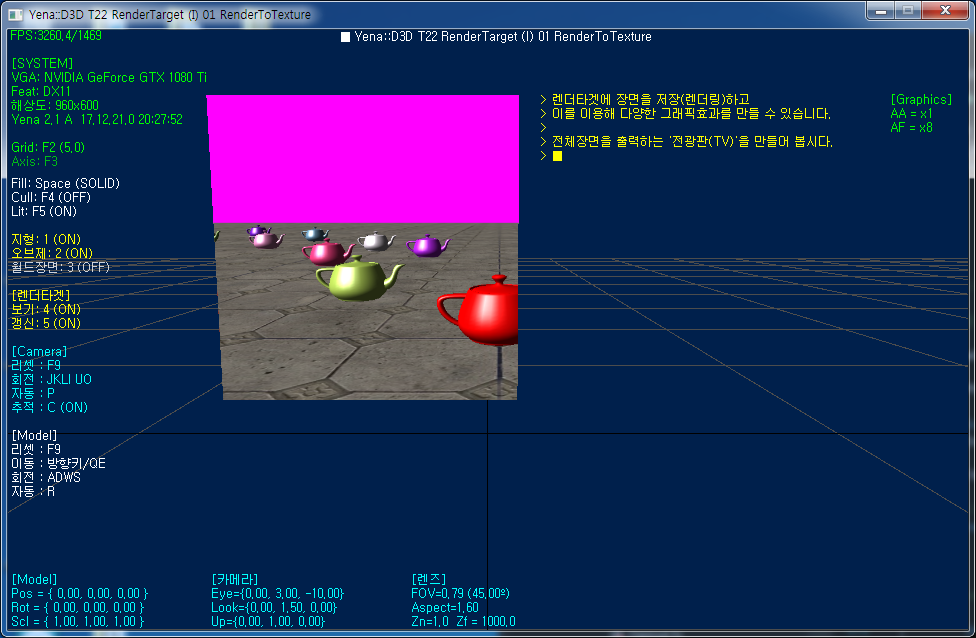 Yena::D3D T22 RenderTarget (I) 01 RenderToTexture
FPS:3260,4/1469
Yena::D3D T22 RenderTarget (I) 01 RenderToTexture
[SYSTEM]
VGA: NVIDIA GeForce GTX 1080 Ti
Feat: DX11
해상도: 960x600
Yena 2,1 A 17,12,21,0 20:27:52
Grid: F2 (5,0)
Axis: F3
Fill: Space (SOLID)
Cull: F4 (OFF)
Lit: F5 (ON)
지형: 1 (ON)
오브제: 2 (ON)
월드장면: 3 (OFF)
[렌더타겟]
보기: 4 (ON)
갱신: 5 (ON)
[Camera]
리셋 : F9
회전 : JKLI UO
자동 : P
추적 : C (ON)
[Model]
리셋 : F9
이동 : 방향키/QE
회전 : ADWS
자동 : R
> 렌더타겟에 장면을 저장(렌더링)하고
> 이를 이용해 다양한 그래픽효과를 만들 수 있습니다,
>
> 전체장면을 출력하는 '전광판(TV)'을 만들어 봅시다,
>
[Graphics]
AA = x1
AF = x8
[Model]
Pos = { 0,00, 0,00, 0,00 }
Rot = { 0,00, 0,00, 0,00 }
Scl = { 1,00, 1,00, 1,00 }
[카메라]
Eye={0,00, 3,00, -10,00}
Look={0,00, 1,50, 0,00}
Up={0,00, 1,00, 0,00}
[렌즈]
FOV=0,79 (45,00º)
Aspect=1,60
Zn=1,0 Zf = 1000,0